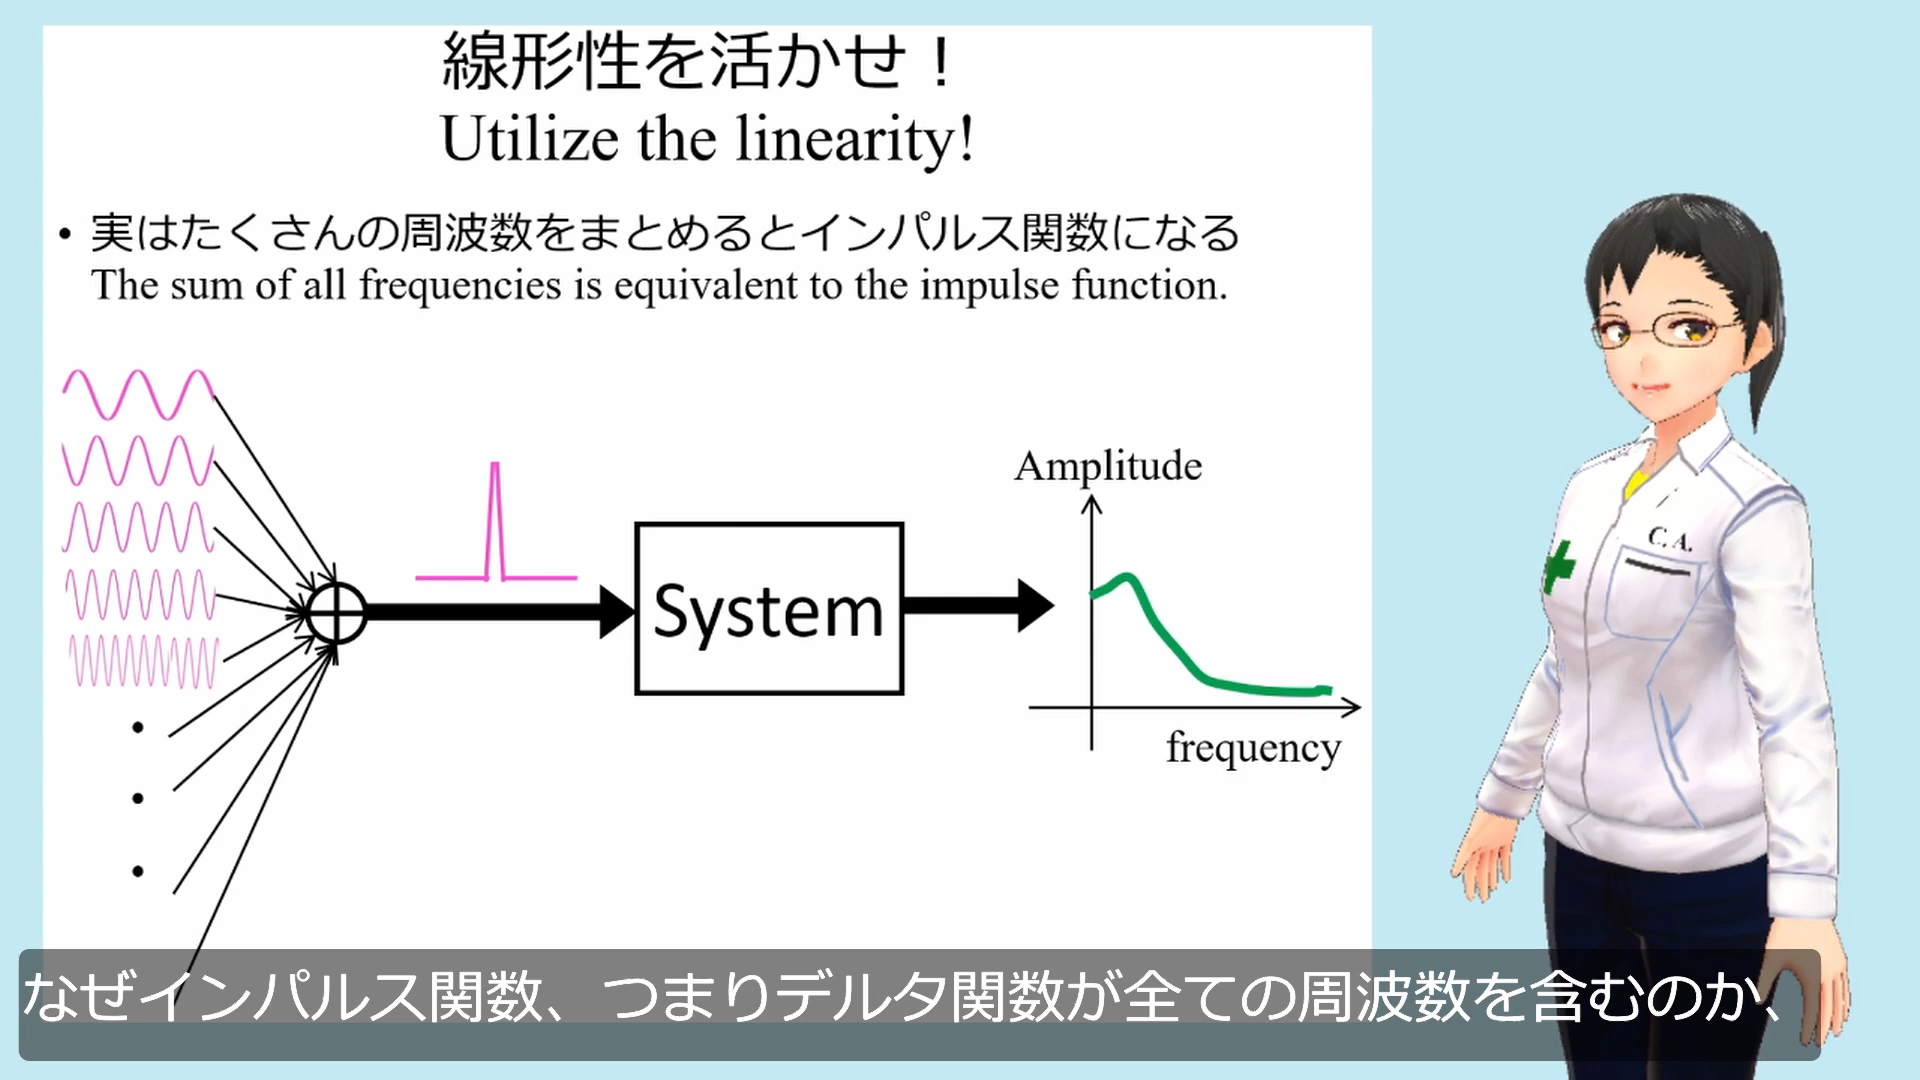 線形性を活かせ！
Utilize the linearity!
• 実はたくさんの周波数をまとめるとインパルス関数になる
The sum of all frequencies is equivalent to the impulse function.
System
Amplitude
frequency
C. A.
なぜインパルス関数、つまりデルタ関数が全ての周波数を含むのか、